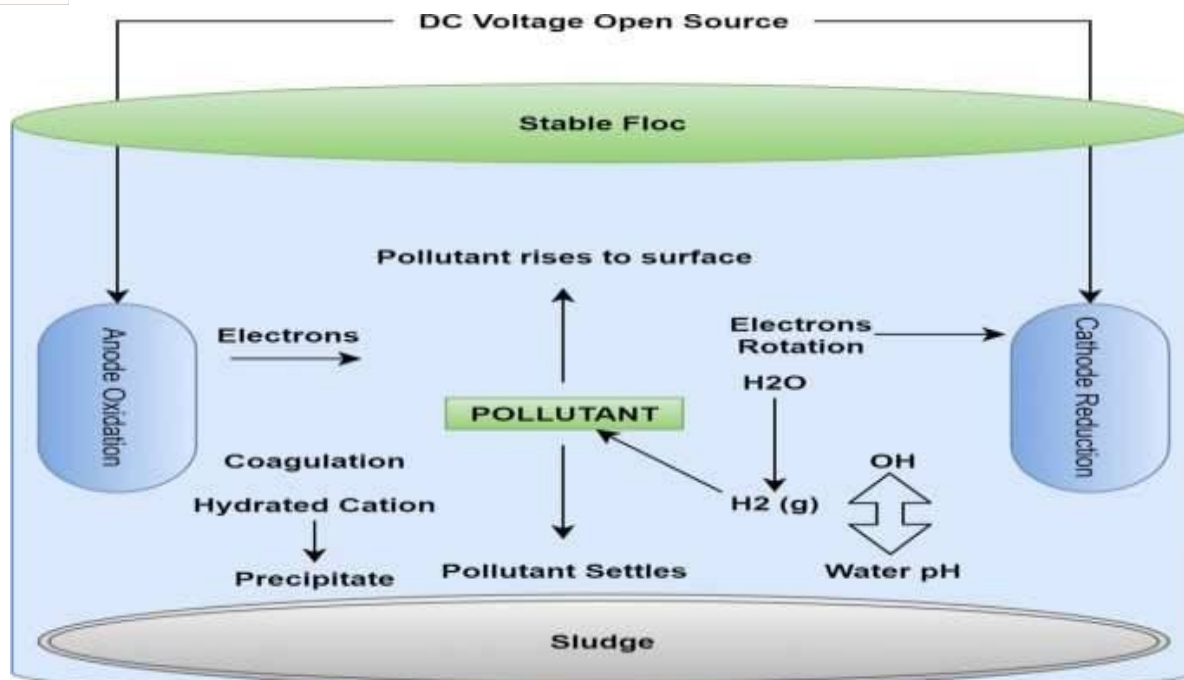 DC Voltage Open Source
Stable Floc
Pollutant rises to surface
Anode Oxidation
Electrons
Electrons
Rotation
Cathode Reduction
H2O
POLLUTANT
Coagulation
OH
Hydrated Cation
H2 (g)
Precipitate
Pollutant Settles
Water pH
Sludge